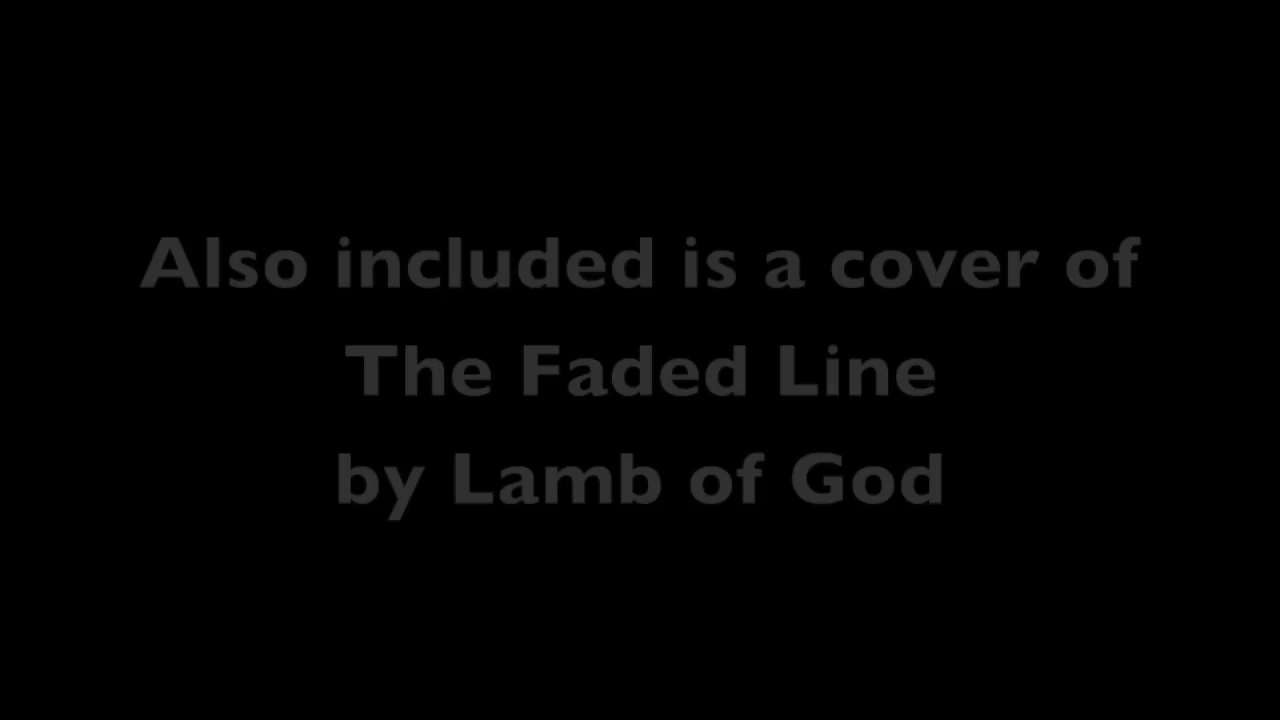 Also included is a cover of
The Faded Line
by Lamb of God